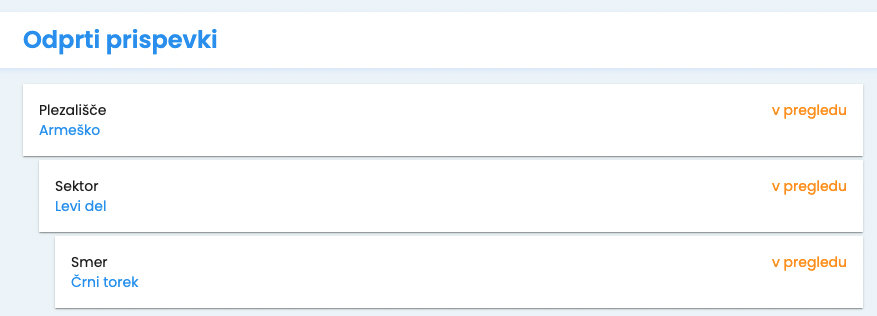 Odprti prispevki
Plezališče
v pregledu
Armeško
Sektor
v pregledu
Levi del
Smer
v pregledu
Črni torek